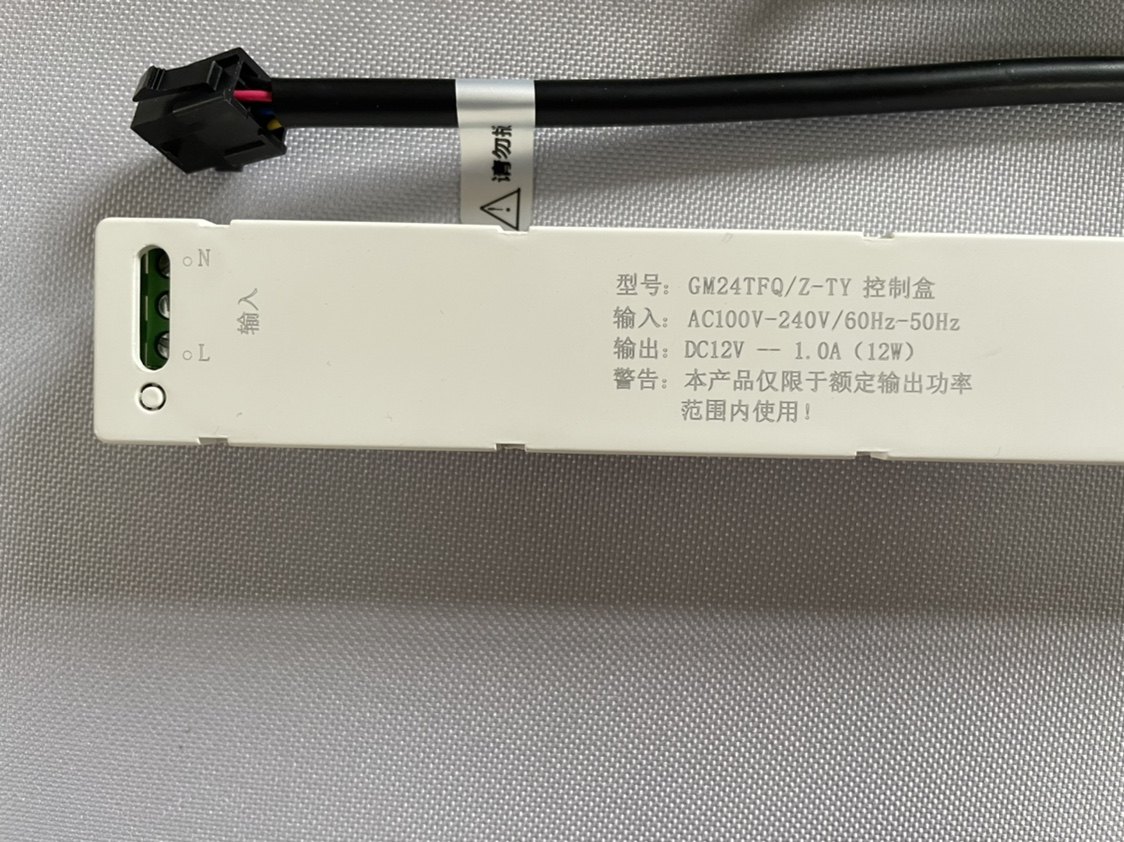 请勿
N
输入
L
型号: GM24TFQ/Z-TY 控制盒
输入: AC100V-240V/60Hz-50Hz
输出: DC12V -- 1.0A (12W)
警告: 本产品仅限于额定输出功率
范围内使用!